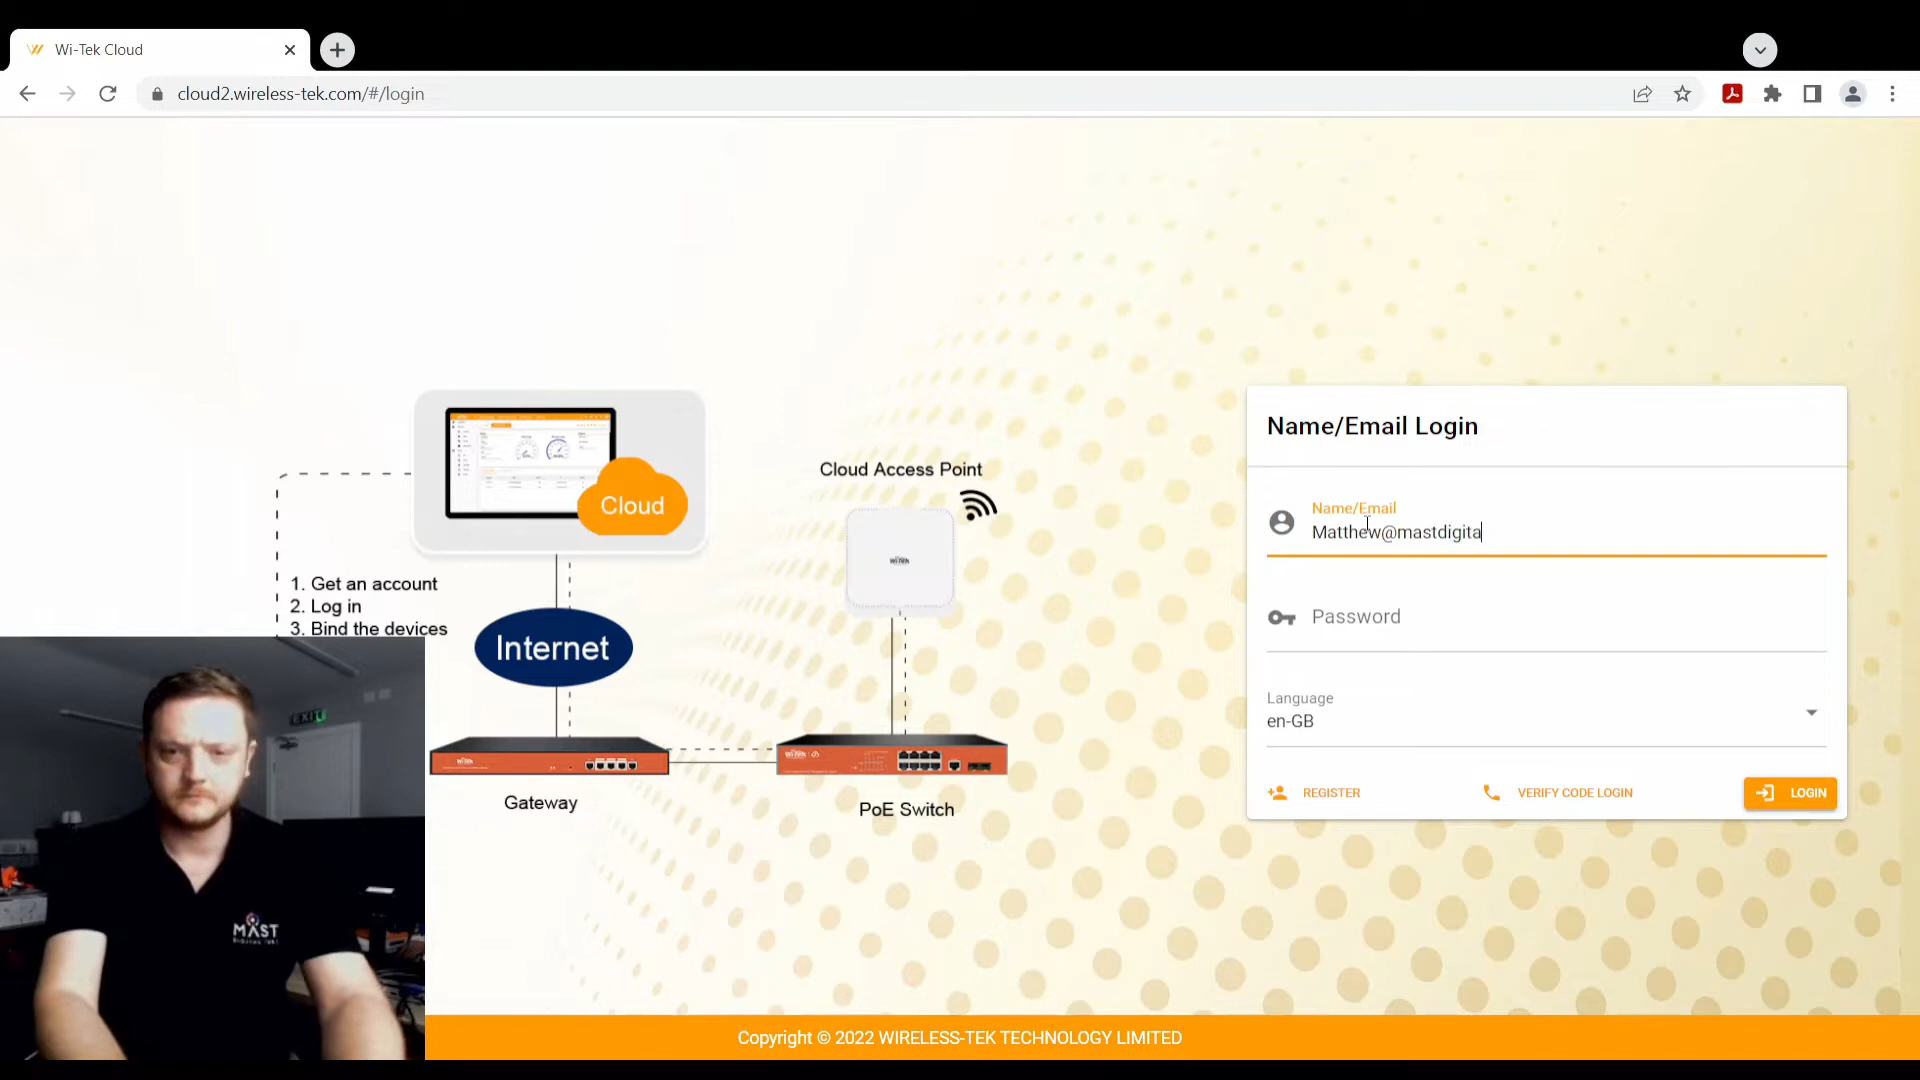 Wi-Tek Cloud
cloud2.wireless-tek.com/#/login
Cloud
Cloud Access Point
Wi-Tek
1. Get an account
2. Log in
3. Bind the devices
Internet
Gateway
PoE Switch
Name/Email Login
Name/Email
Matthew@mastdigita
Password
Language
en-GB
REGISTER
VERIFY CODE LOGIN
LOGIN
EXIT
MAST
Copyright © 2022 WIRELESS-TEK TECHNOLOGY LIMITED